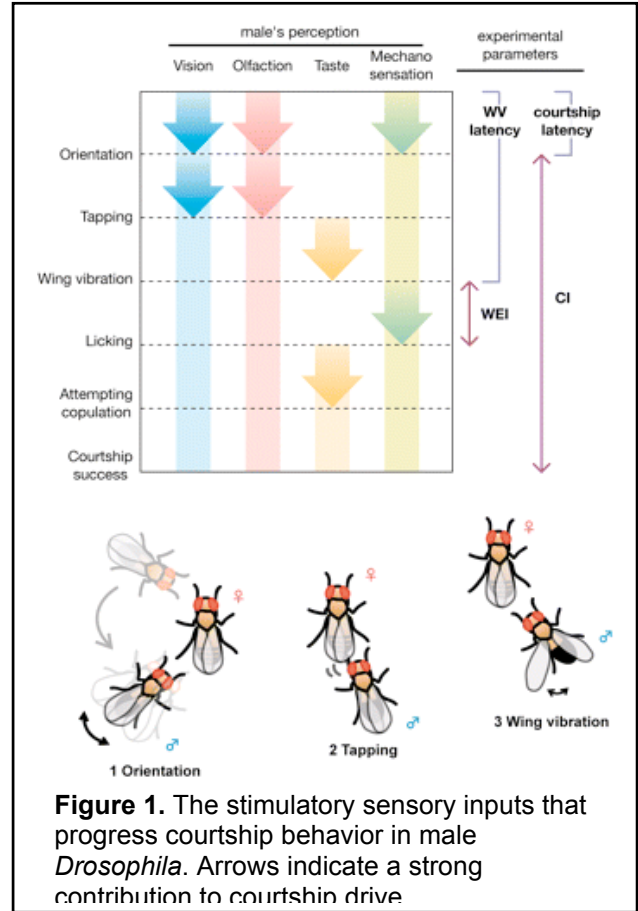 male's perception
experimental
parameters
Vision Olfaction Taste Mechano
sensation
WV
latency
courtship
latency
Orientation
Tapping
Wing vibration
WEI
CI
Licking
Attempting
copulation
Courtship
success
♀
♀
♀
♂
♂
♂
3 Wing vibration
2 Tapping
1 Orientation
Figure 1. The stimulatory sensory inputs that
progress courtship behavior in male
Drosophila. Arrows indicate a strong
contribution to courtship drive